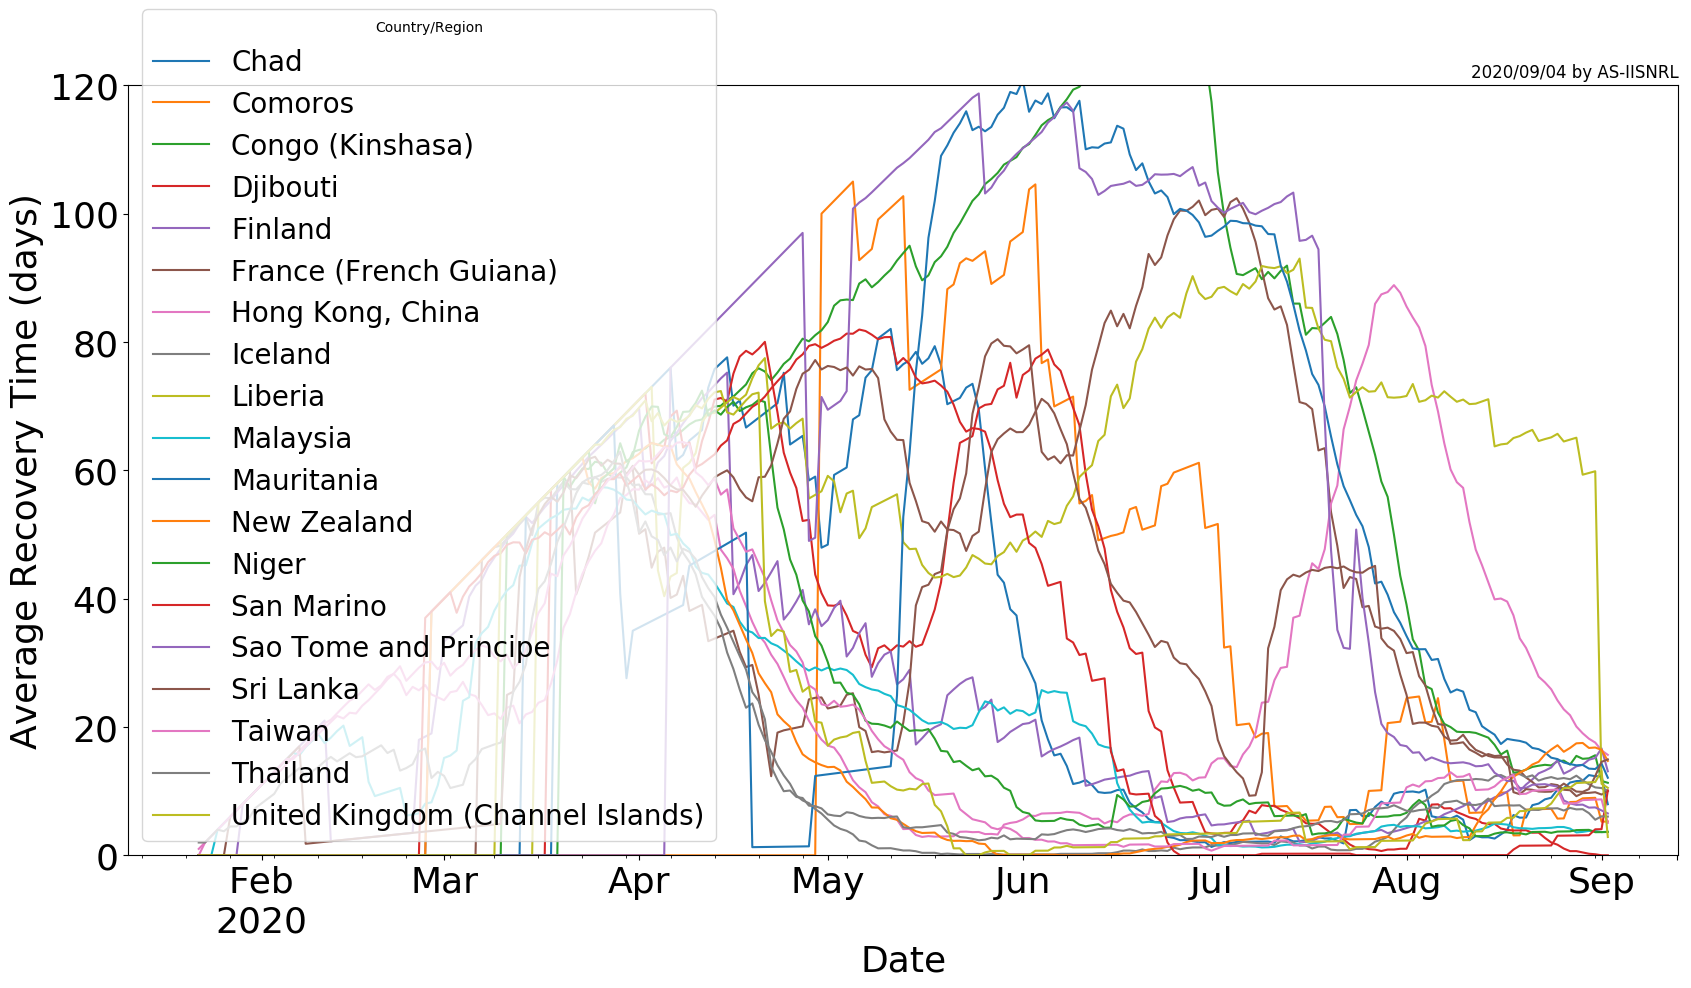 Country/Region
Chad
Comoros
Congo (Kinshasa)
Djibouti
Finland
France (French Guiana)
Hong Kong, China
Iceland
Liberia
Malaysia
Mauritania
New Zealand
Niger
San Marino
Sao Tome and Principe
Sri Lanka
Taiwan
Thailand
United Kingdom (Channel Islands)
2020/09/04 by AS-IISNRL
Average Recovery Time (days)
120
100
80
60
40
20
0
Feb Mar Apr May Jun Jul Aug Sep
2020
Date